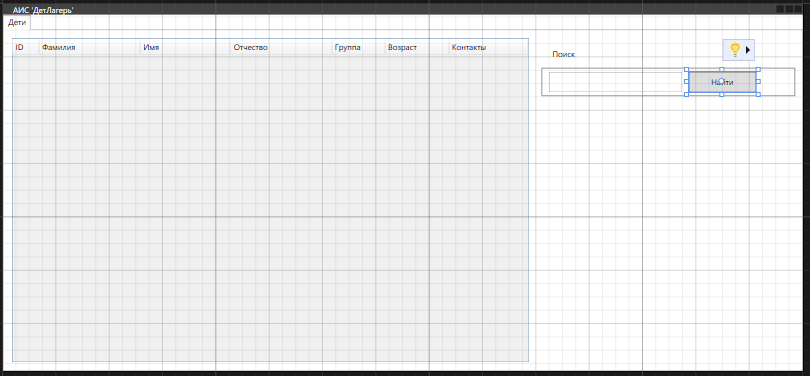 АИС 'ДетЛагерь'
Дети
ID Фамилия Имя Отчество Группа Возраст Контакты
Поиск
Найти